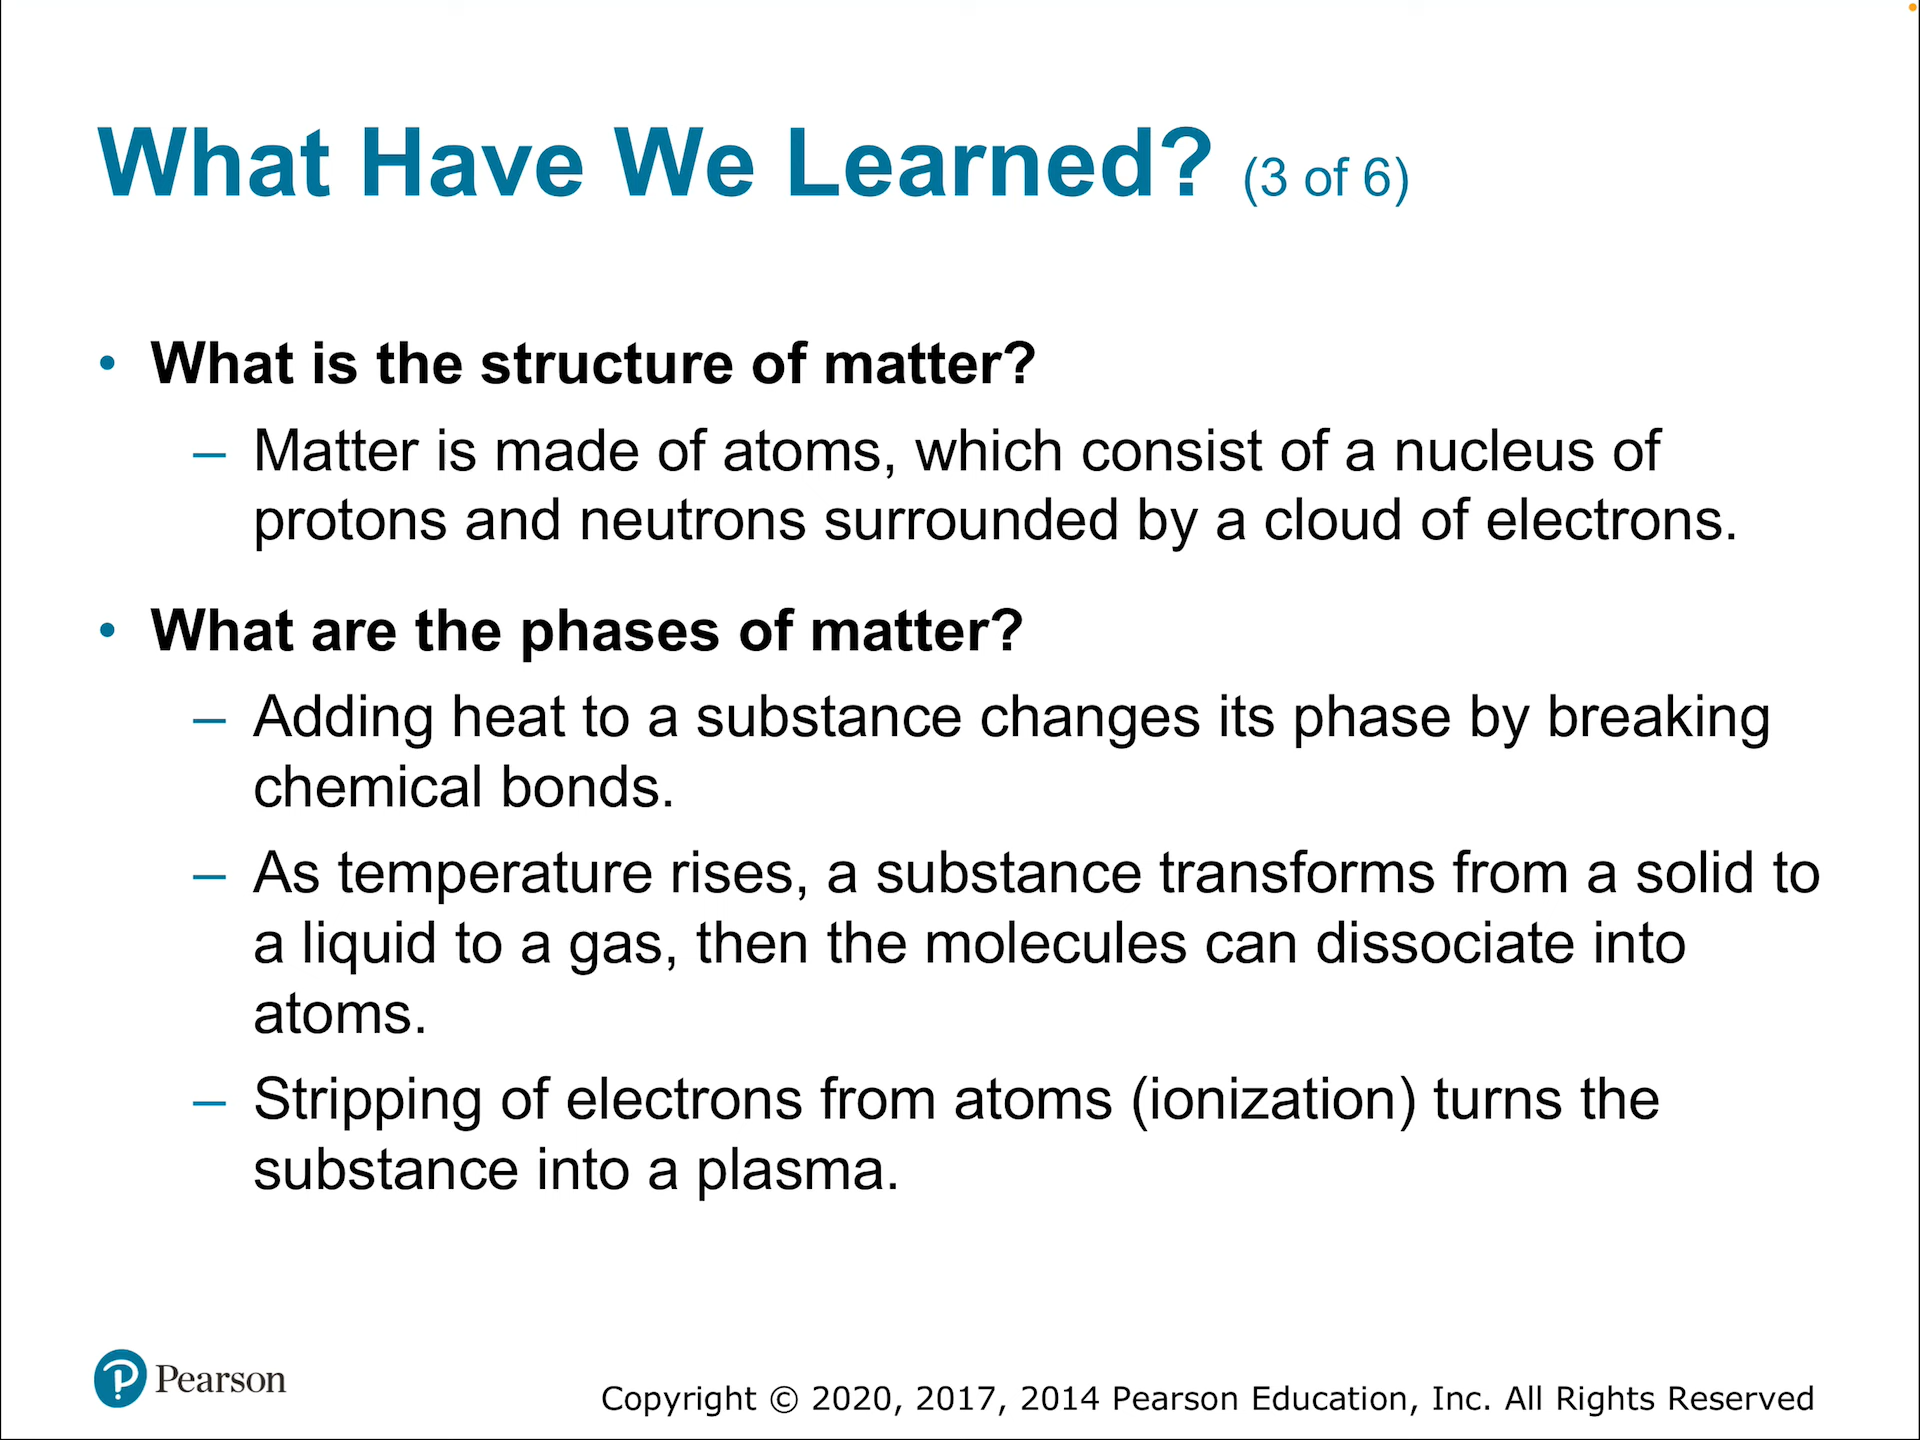 What Have We Learned? (3 of 6)
• What is the structure of matter?
– Matter is made of atoms, which consist of a nucleus of
protons and neutrons surrounded by a cloud of electrons.
• What are the phases of matter?
– Adding heat to a substance changes its phase by breaking
chemical bonds.
– As temperature rises, a substance transforms from a solid to
a liquid to a gas, then the molecules can dissociate into
atoms.
– Stripping of electrons from atoms (ionization) turns the
substance into a plasma.
Pearson
Copyright © 2020, 2017, 2014 Pearson Education, Inc. All Rights Reserved